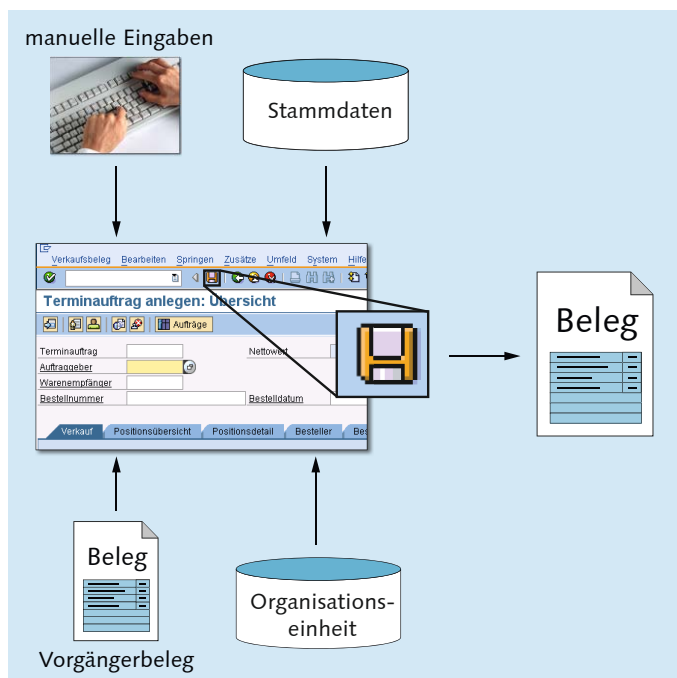 manuelle Eingaben
Stammdaten
Verkaufsbeleg Bearbeiten Springen Zusätze Umfeld System Hilfe
Terminauftrag anlegen: Übersicht
Aufträge
Terminauftrag Nettowert
Auftraggeber
Warenempfänger
Bestellnummer Bestelldatum
Verkauf Positionsübersicht Positionsdetail Besteller Bes
Beleg
Beleg
Vorgängerbeleg
Organisations-
einheit